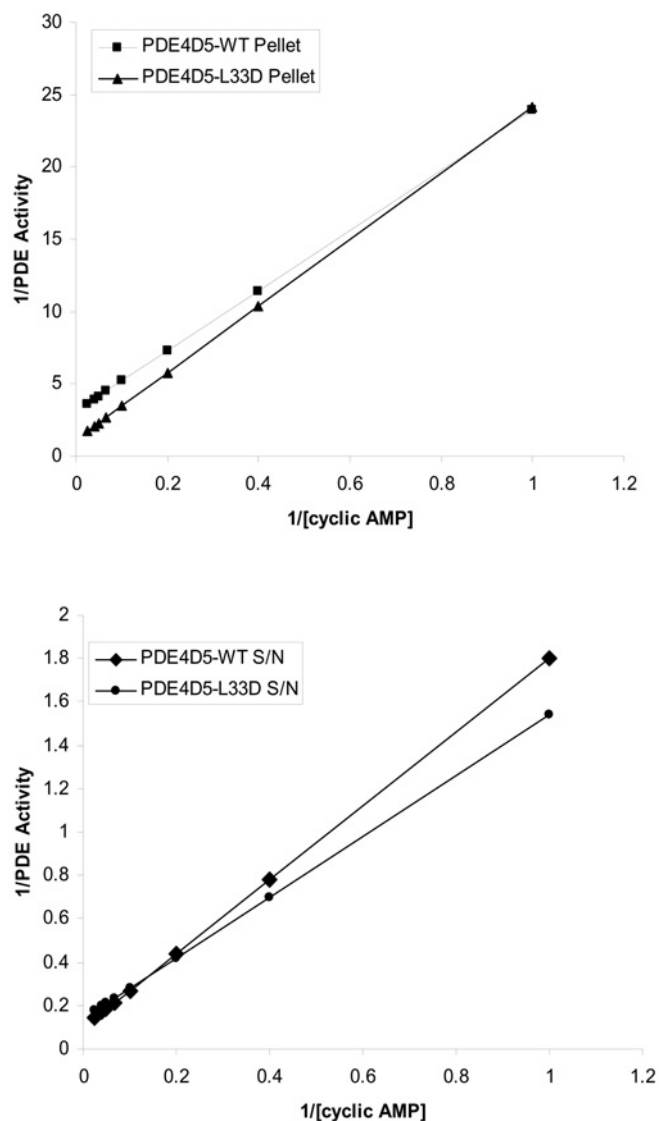 30
PDE4D5-WT Pellet
PDE4D5-L33D Pellet
25
20
15
10
5
0
1/PDE Activity
0 0.2 0.4 0.6 0.8 1 1.2
1/[cyclic AMP]
2
PDE4D5-WT S/N
PDE4D5-L33D S/N
1.8
1.6
1.4
1.2
1
0.8
0.6
0.4
0.2
0
1/PDE Activity
0 0.2 0.4 0.6 0.8 1 1.2
1/[cyclic AMP]